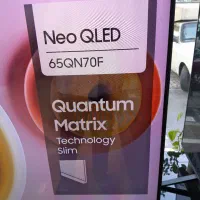 Neo QLED
65QN70F
Quantum
Matrix
Technology
Slim